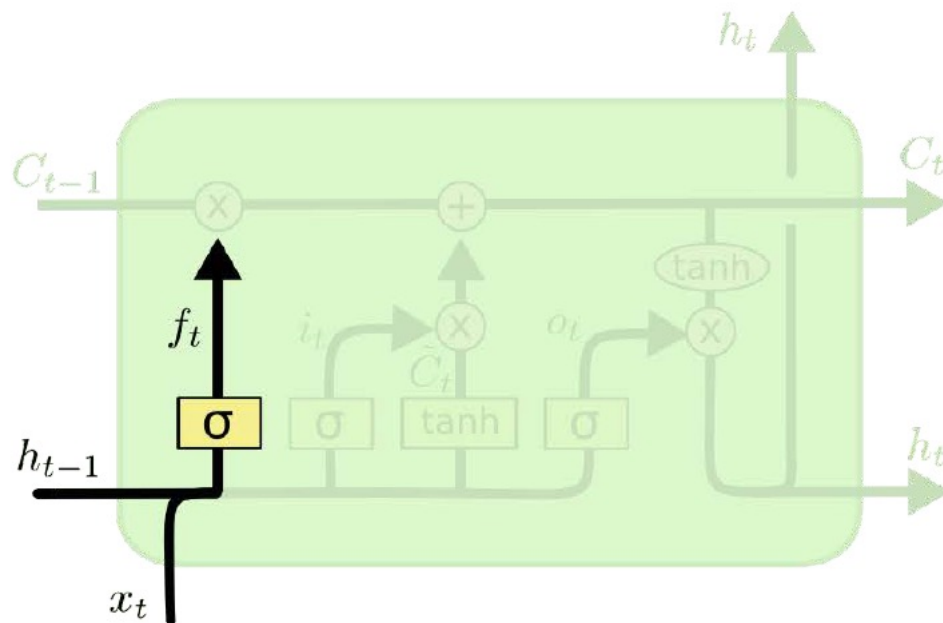 h_t
C_{t-1}
C_t
×
+
tanh
f_t
i_t
×
o_t
×
C̃_t
σ
σ
tanh
σ
h_{t-1}
h_t
x_t